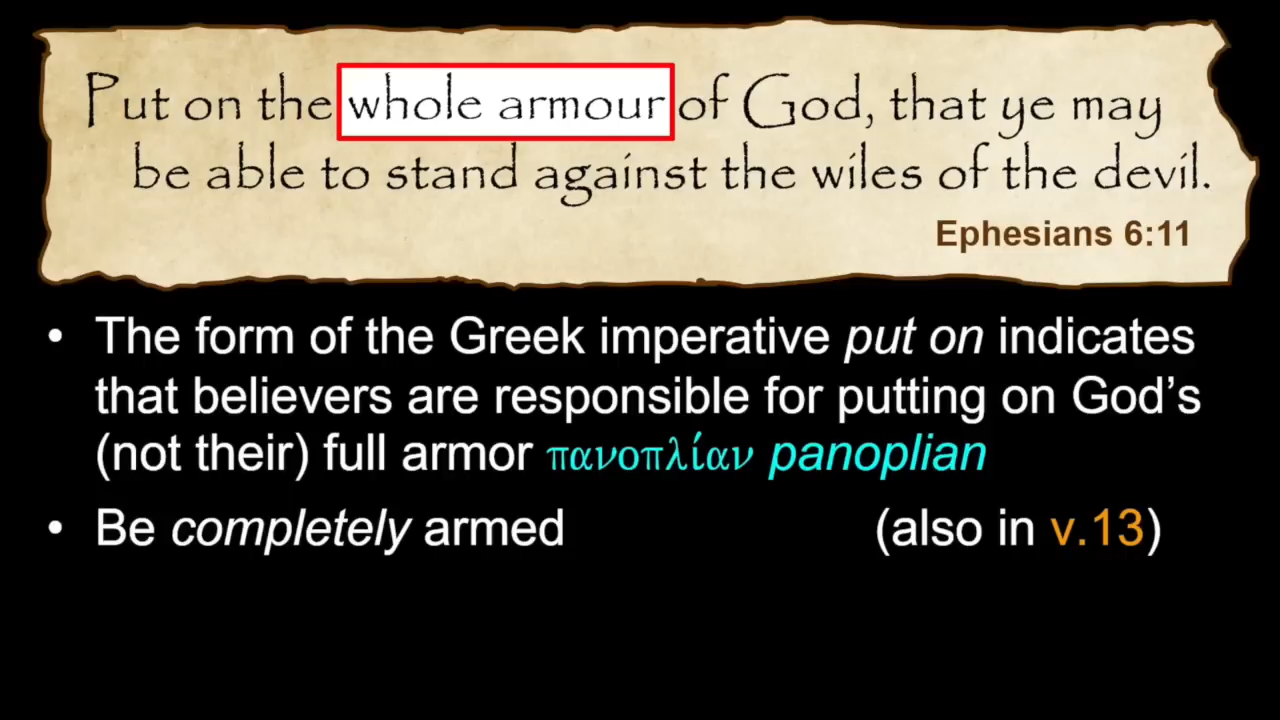 Put on the whole armour of God, that ye may
be able to stand against the wiles of the devil.
Ephesians 6:11
• The form of the Greek imperative put on indicates
that believers are responsible for putting on God’s
(not their) full armor πανοπλίαν panoplian
• Be completely armed (also in v.13)